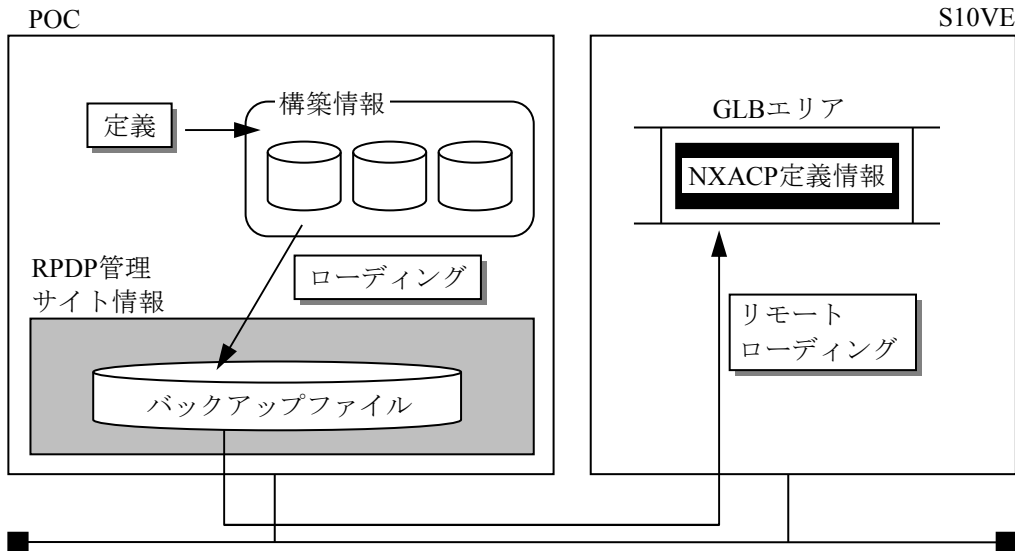 POC
S10VE
定義
構築情報
GLBエリア
NXACP定義情報
RPDP管理
サイト情報
ローディング
リモート
ローディング
バックアップファイル